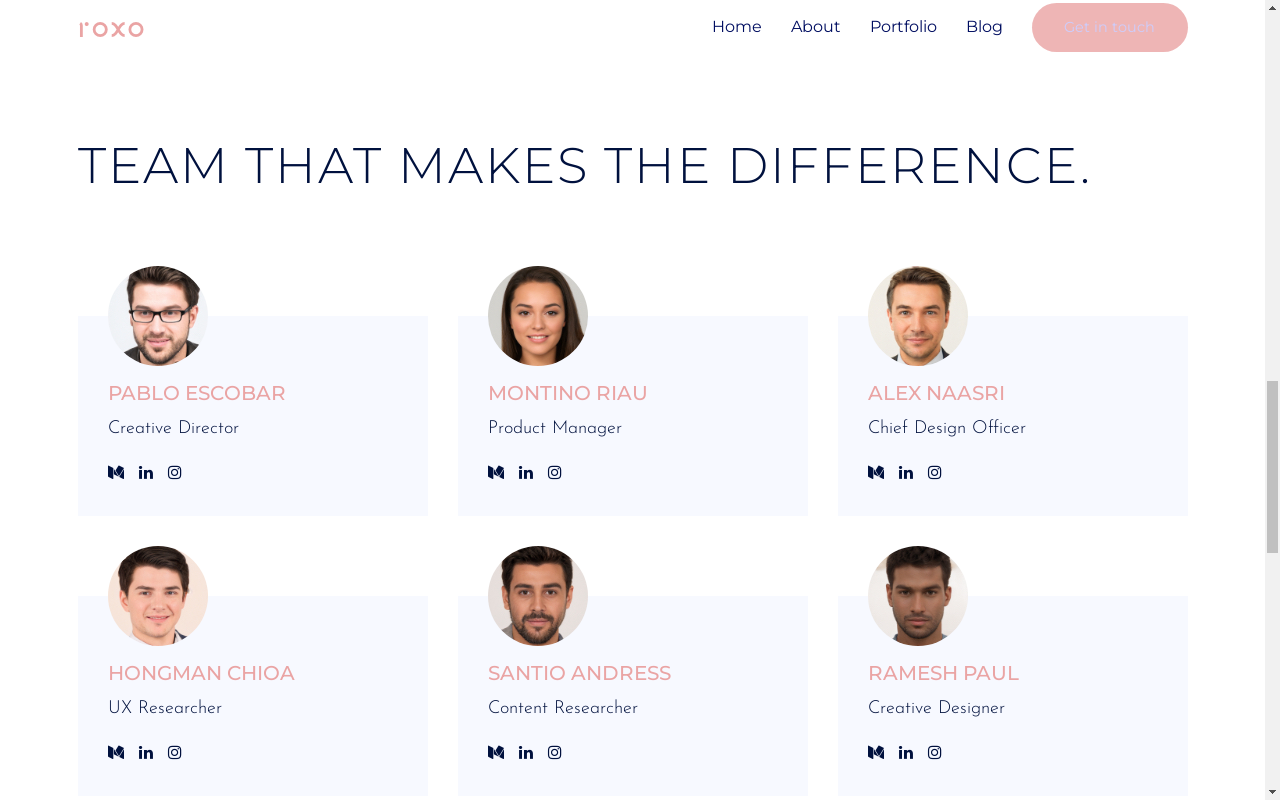 roxo
Home
About
Portfolio
Blog
Get in touch
TEAM THAT MAKES THE DIFFERENCE.
PABLO ESCOBAR
Creative Director
MONTINO RIAU
Product Manager
ALEX NAASRI
Chief Design Officer
HONGMAN CHIOA
UX Researcher
SANTIO ANDRESS
Content Researcher
RAMESH PAUL
Creative Designer